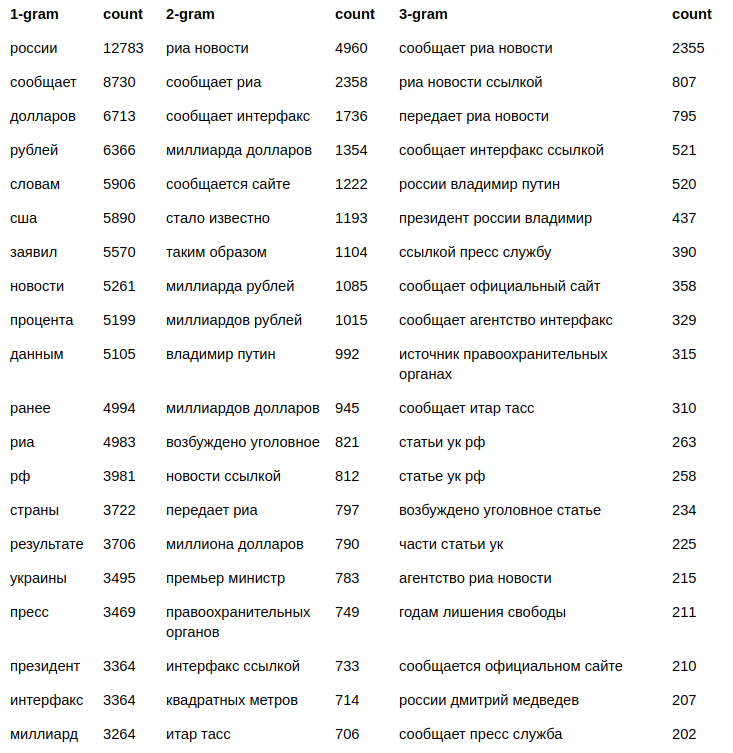 1-gram count 2-gram count 3-gram count
россии 12783 риа новости 4960 сообщает риа новости 2355
сообщает 8730 сообщает риа 2358 риа новости ссылкой 807
долларов 6713 сообщает интерфакс 1736 передает риа новости 795
рублей 6366 миллиарда долларов 1354 сообщает интерфакс ссылкой 521
словам 5906 сообщается сайте 1222 россии владимир путин 520
сша 5890 стало известно 1193 президент россии владимир 437
заявил 5570 таким образом 1104 ссылкой пресс службу 390
новости 5261 миллиарда рублей 1085 сообщает официальный сайт 358
процента 5199 миллиардов рублей 1015 сообщает агентство интерфакс 329
данным 5105 владимир путин 992 источник правоохранительных 315
органах
ранее 4994 миллиардов долларов 945 сообщает итар тасс 310
риа 4983 возбуждено уголовное 821 статьи ук рф 263
рф 3981 новости ссылкой 812 статье ук рф 258
страны 3722 передает риа 797 возбуждено уголовное статье 234
результате 3706 миллиона долларов 790 части статьи ук 225
украины 3495 премьер министр 783 агентство риа новости 215
пресс 3469 правоохранительных 749 годам лишения свободы 211
органов
президент 3364 интерфакс ссылкой 733 сообщается официальном сайте 210
интерфакс 3364 квадратных метров 714 россии дмитрий медведев 207
миллиард 3264 итар тасс 706 сообщает пресс служба 202